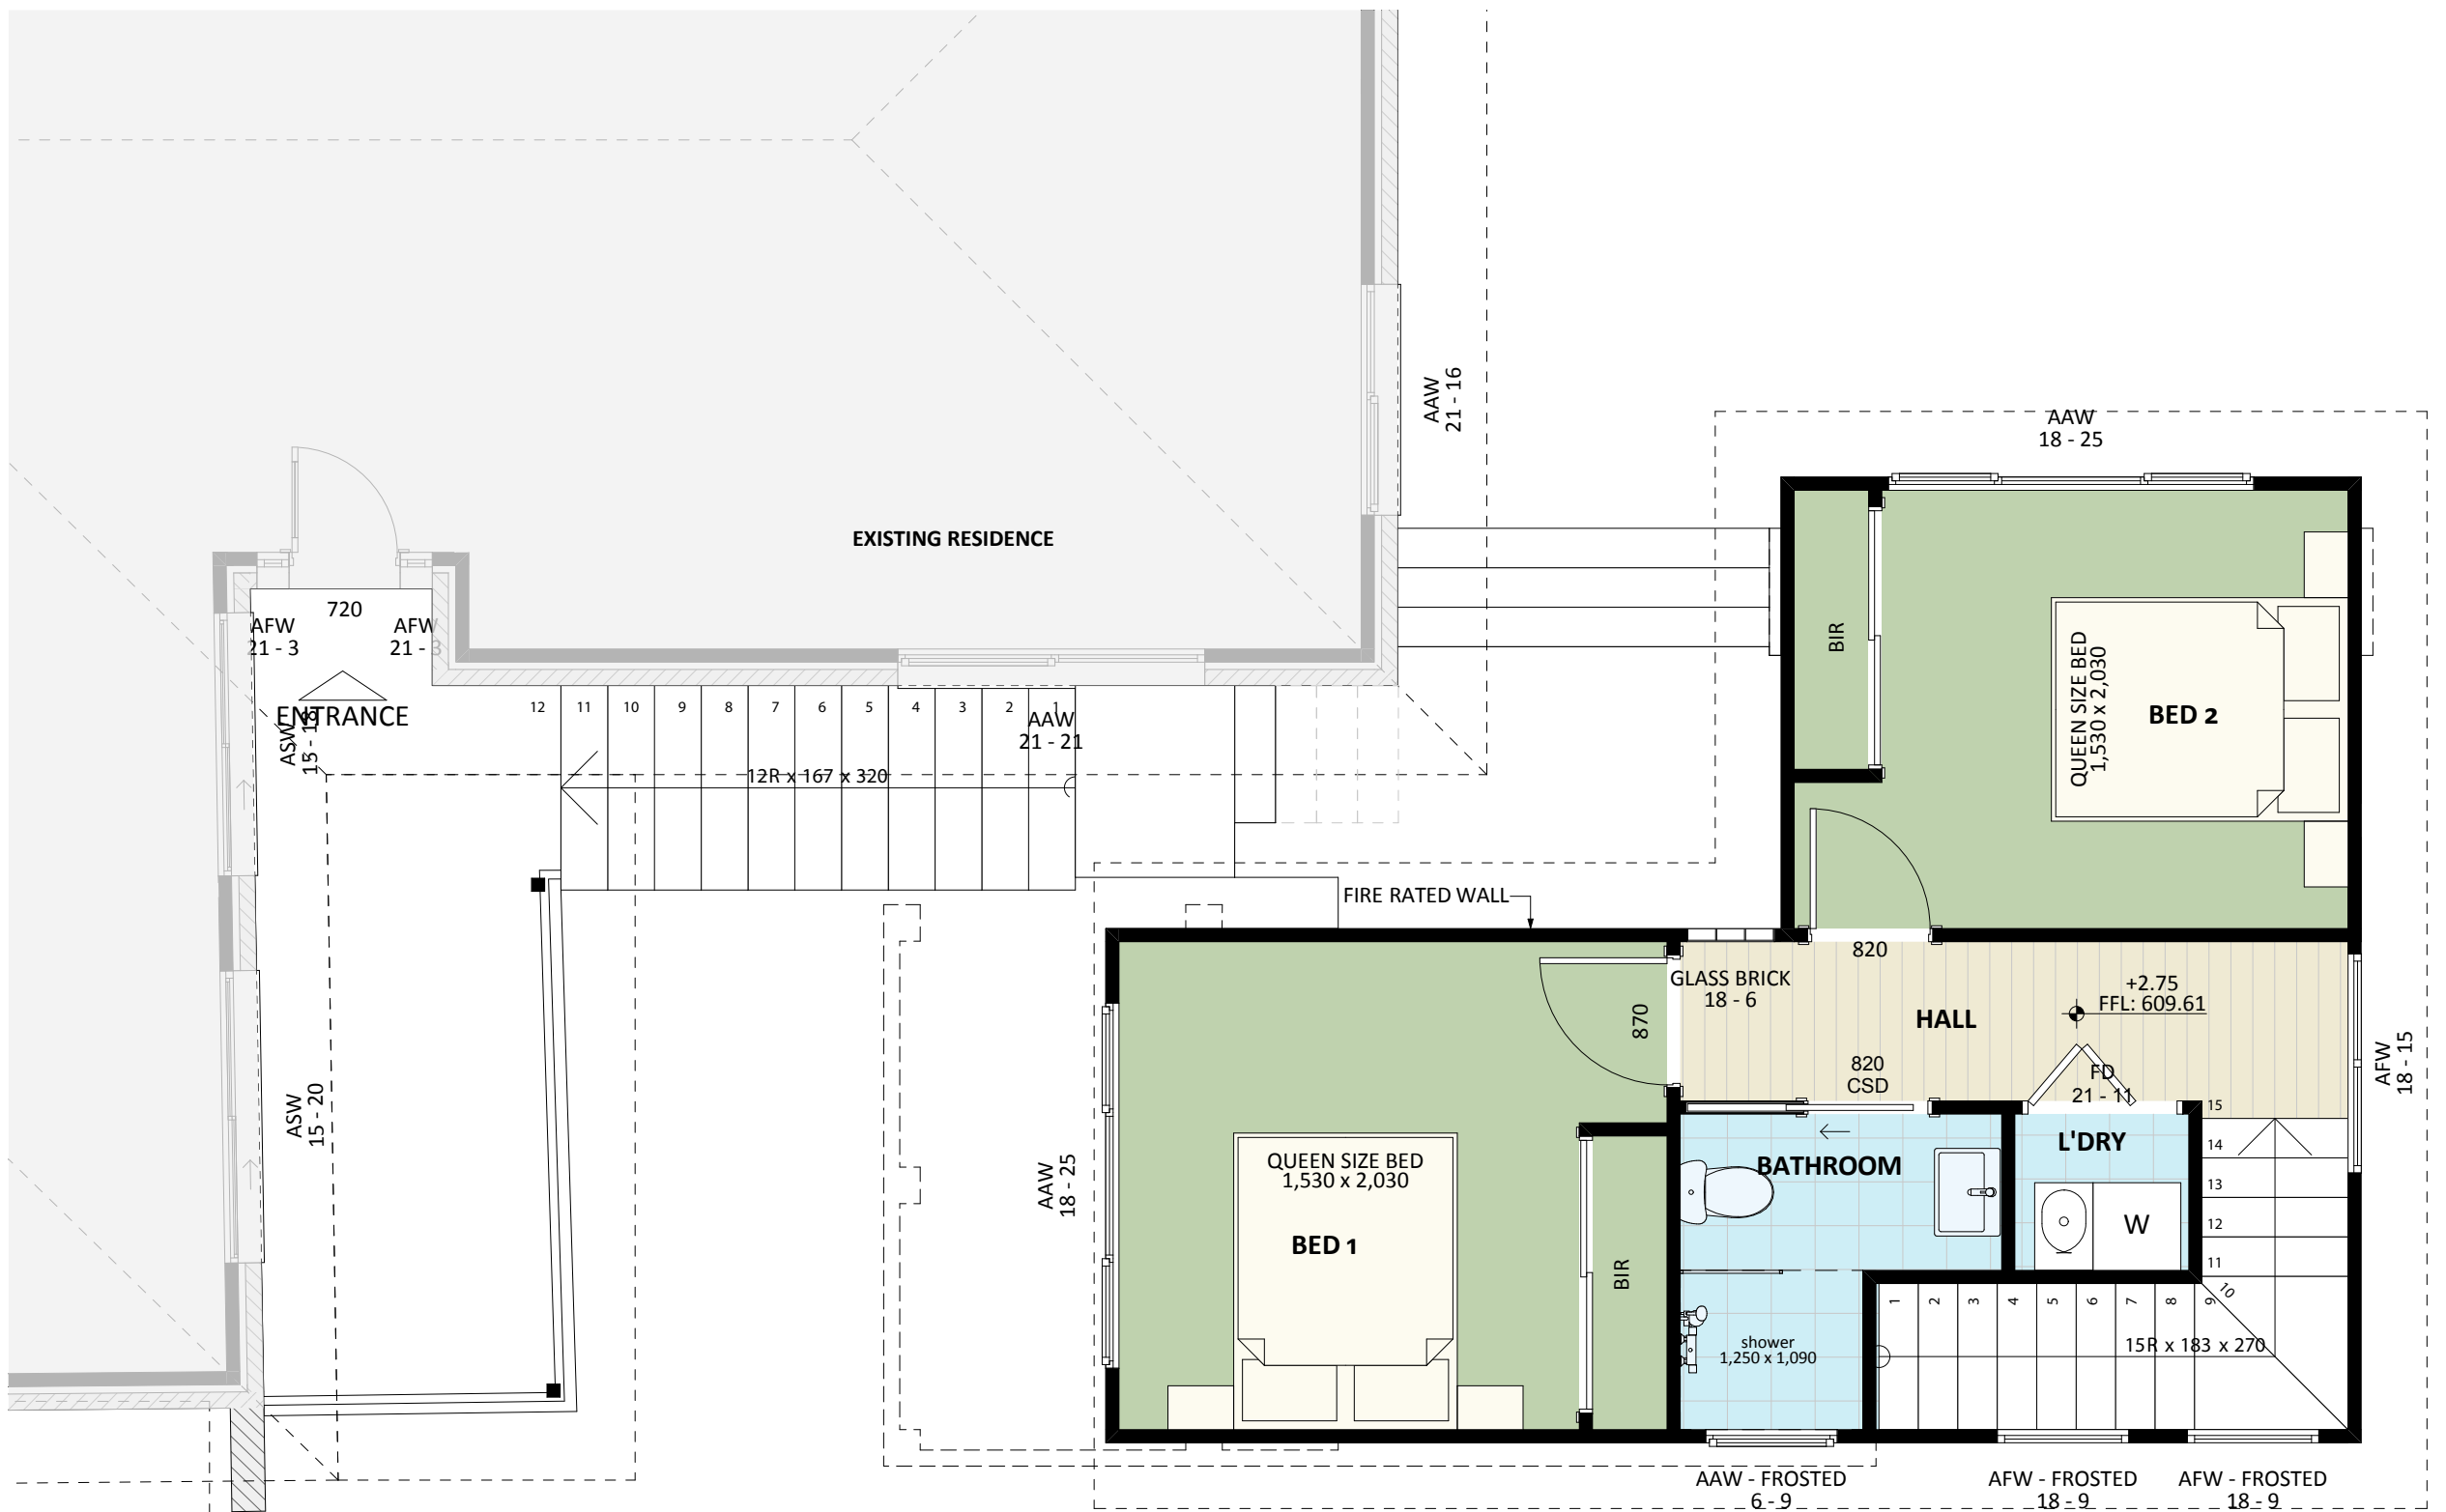 AAW
21 - 16
AAW
18 - 25
EXISTING RESIDENCE
720
AFW
21 - 3
AFW
21 - 3
ENTRANCE
ASW
12
11
10
9
8
7
6
5
4
3
2
1
AAW
21 - 21
12R x 167 x 320
BIR
QUEEN SIZE BED
1,530 x 2,030
BED 2
FIRE RATED WALL
820
GLASS BRICK
18 - 6
870
HALL
+2.75
FFL: 609.61
820
CSD
FD
21 - 11
AFW
18 - 15
ASW
15 - 20
AAW
18 - 25
QUEEN SIZE BED
1,530 x 2,030
BED 1
BIR
BATHROOM
L'DRY
W
15
14
13
12
11
10
1
2
3
4
5
6
7
8
9
shower
1,250 x 1,090
15R x 183 x 270
AAW - FROSTED
6 - 9
AFW - FROSTED
18 - 9
AFW - FROSTED
18 - 9